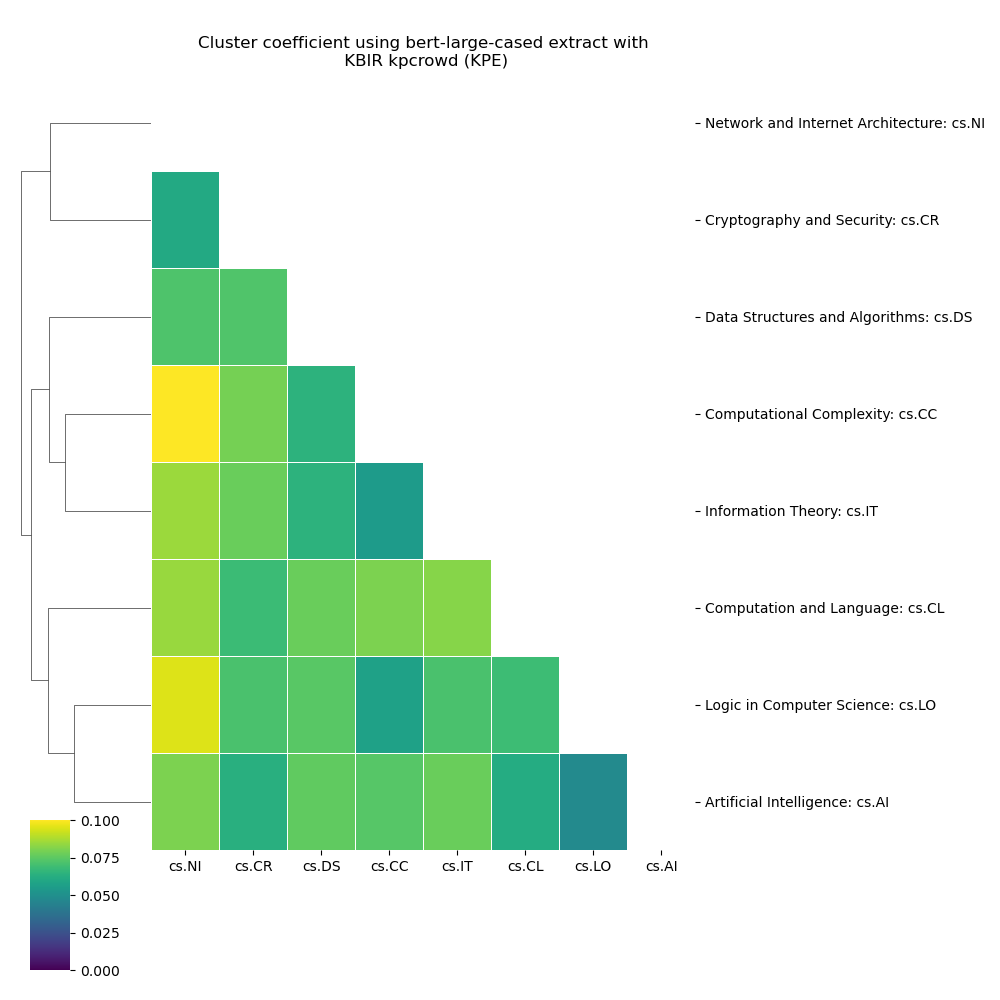 Cluster coefficient using bert-large-cased extract with
KBIR kpcrowd (KPE)
Network and Internet Architecture: cs.NI
Cryptography and Security: cs.CR
Data Structures and Algorithms: cs.DS
Computational Complexity: cs.CC
Information Theory: cs.IT
Computation and Language: cs.CL
Logic in Computer Science: cs.LO
Artificial Intelligence: cs.AI
cs.NI cs.CR cs.DS cs.CC cs.IT cs.CL cs.LO cs.AI
0.100
0.075
0.050
0.025
0.000